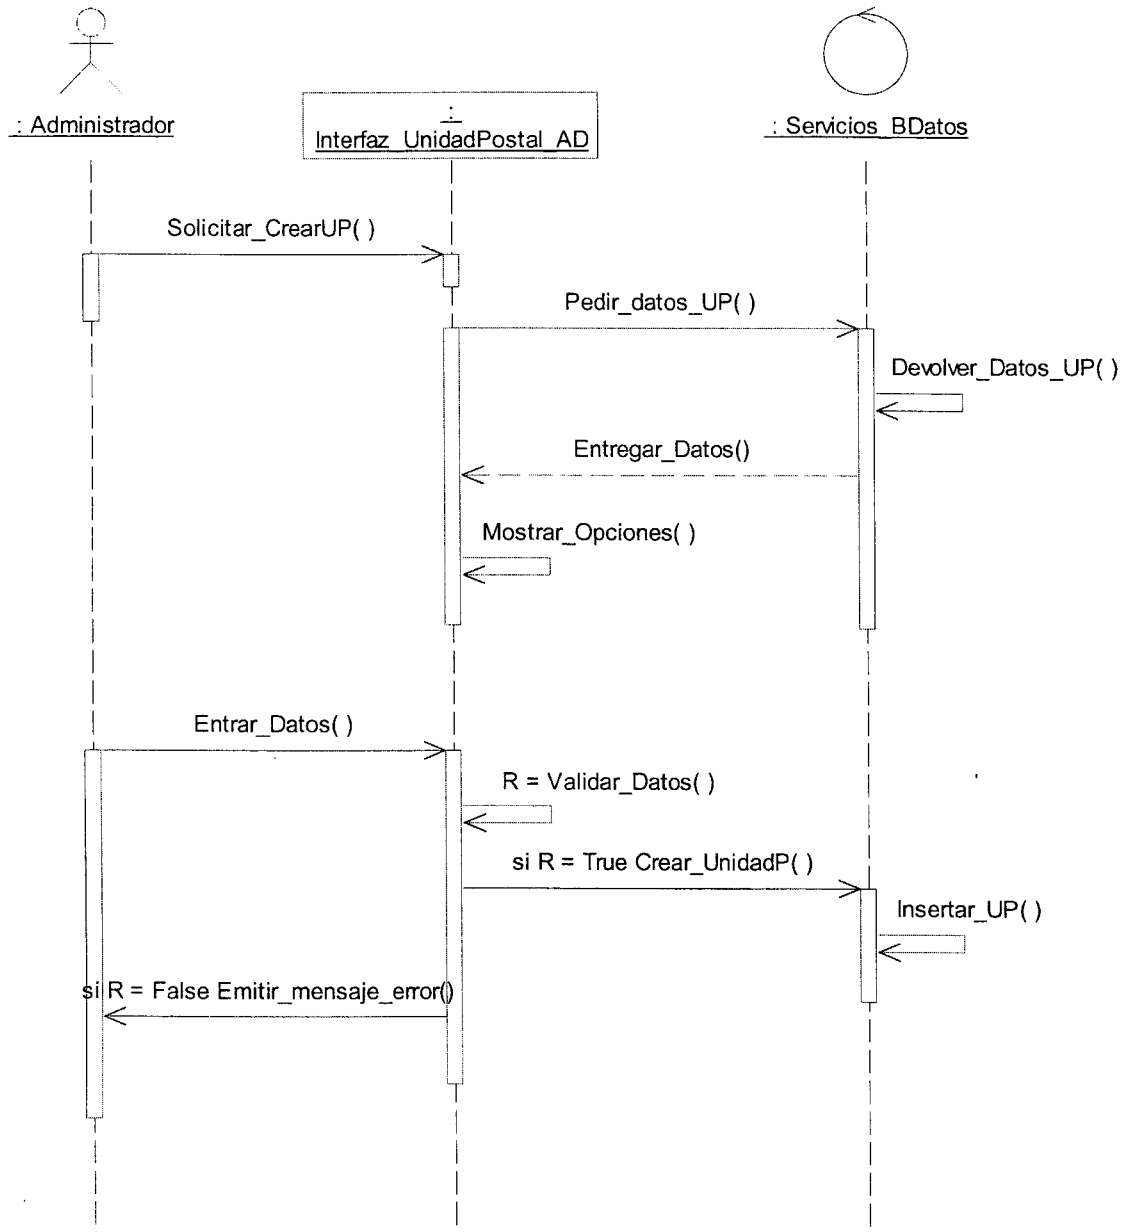 : Administrador
:
Interfaz_UnidadPostal_AD
: Servicios_BDatos
Solicitar_CrearUP( )
Pedir_datos_UP( )
Devolver_Datos_UP( )
Entregar_Datos()
Mostrar_Opciones( )
Entrar_Datos( )
R = Validar_Datos( )
si R = True Crear_UnidadP( )
Insertar_UP( )
si R = False Emitir_mensaje_error()